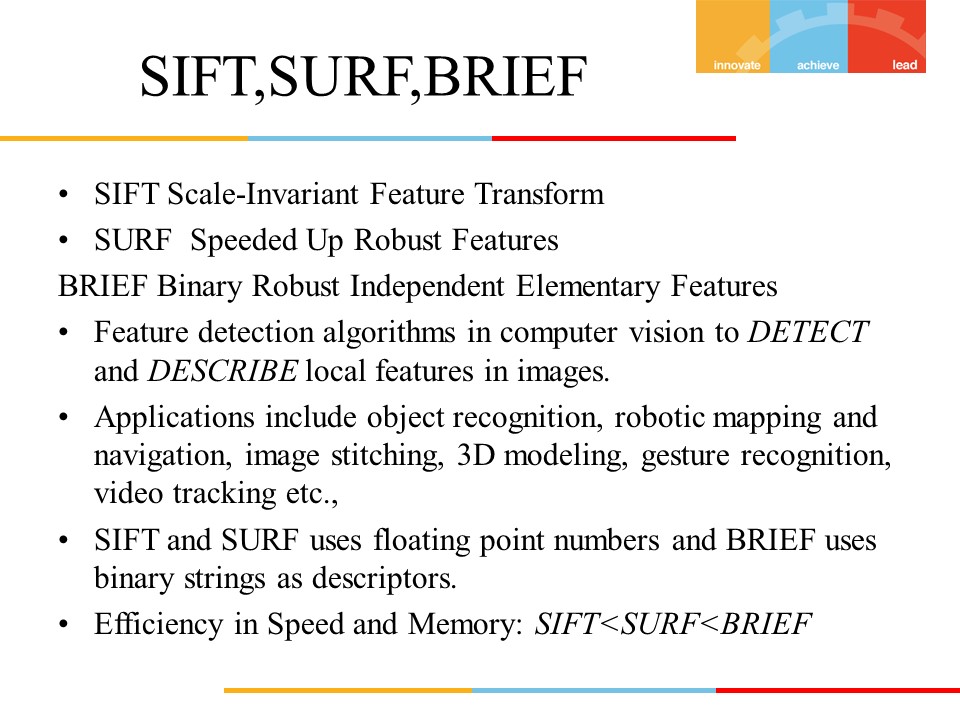 SIFT,SURF,BRIEF
innovate achieve lead
• SIFT Scale-Invariant Feature Transform
• SURF  Speeded Up Robust Features
BRIEF Binary Robust Independent Elementary Features
• Feature detection algorithms in computer vision to DETECT
and DESCRIBE local features in images.
• Applications include object recognition, robotic mapping and
navigation, image stitching, 3D modeling, gesture recognition,
video tracking etc.,
• SIFT and SURF uses floating point numbers and BRIEF uses
binary strings as descriptors.
• Efficiency in Speed and Memory: SIFT<SURF<BRIEF